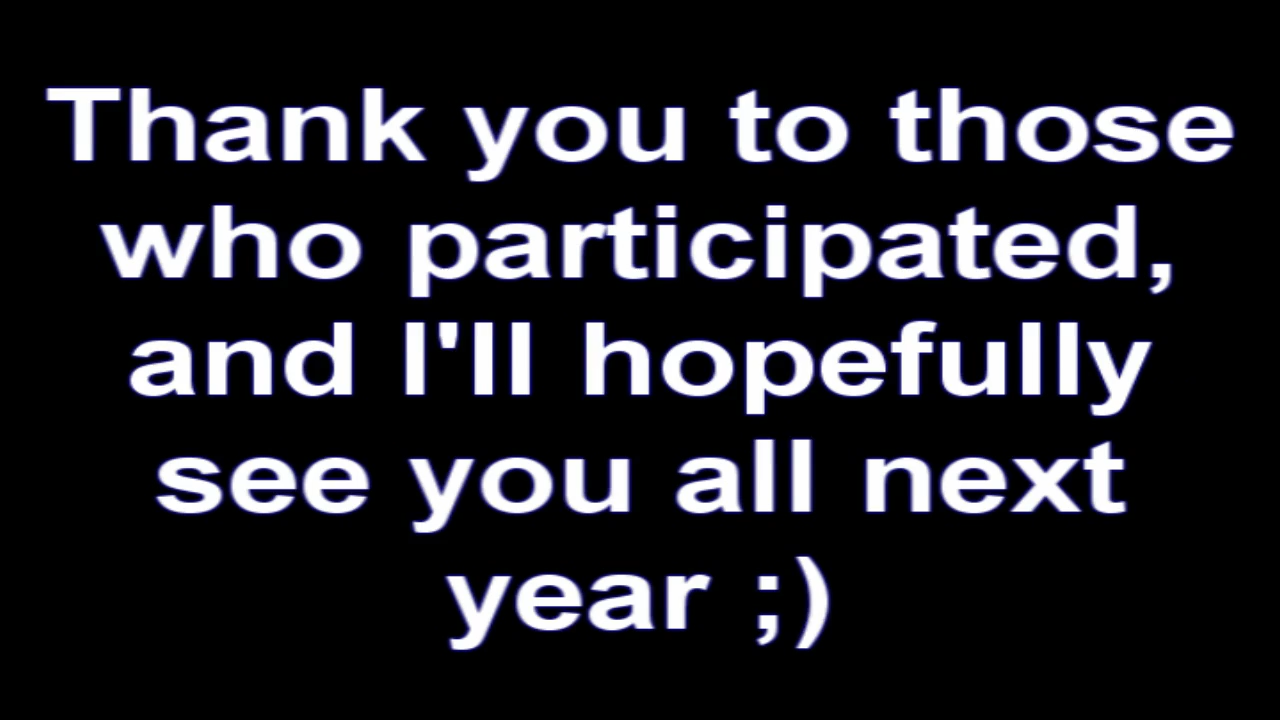 Thank you to those
who participated,
and I'll hopefully
see you all next
year ;)